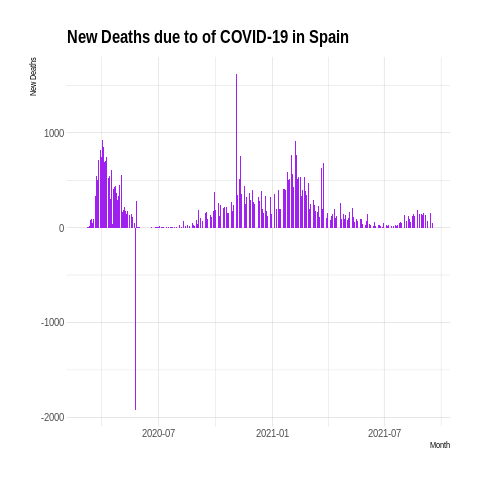 New Deaths due to of COVID-19 in Spain
New Deaths
1000
0
-1000
-2000
2020-07
2021-01
2021-07
Month